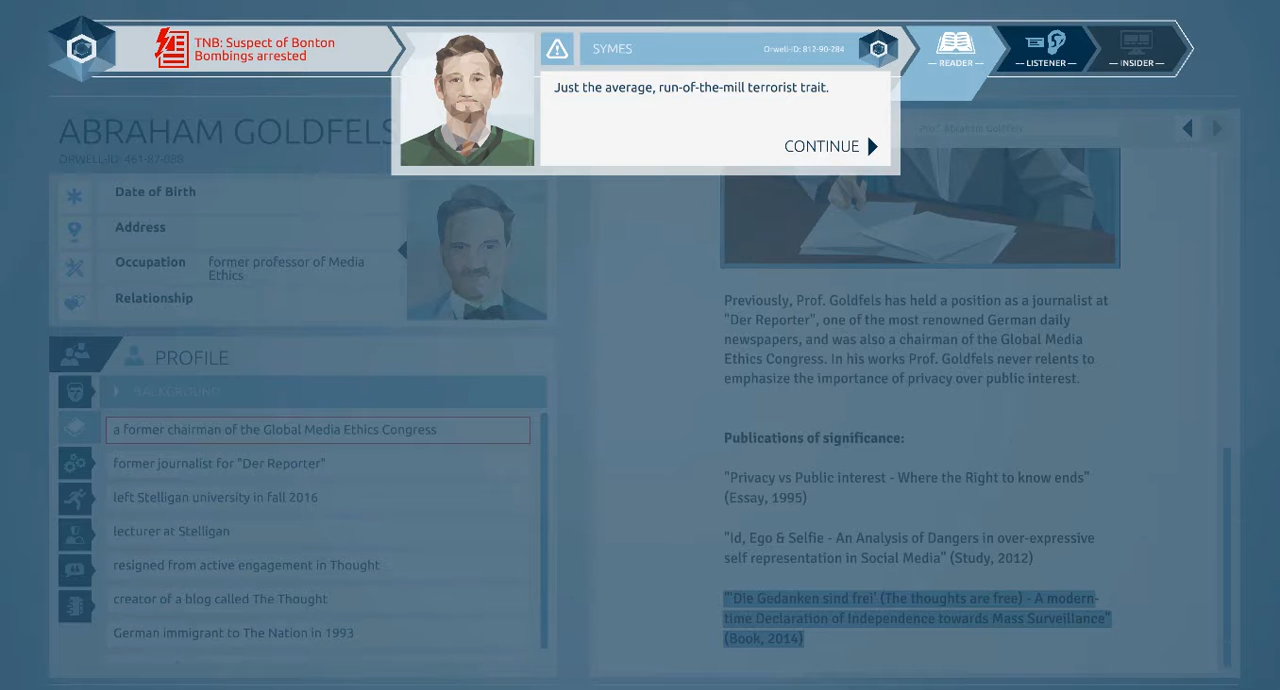 TNB: Suspect of Bonton
Bombings arrested
SYMES
Orwell-ID: 812-90-284
Just the average, run-of-the-mill terrorist trait.
CONTINUE
— READER —
— LISTENER —
— INSIDER —
ABRAHAM GOLDFELS
ORWELL-ID: 461-87-088
Date of Birth
Address
Occupation
former professor of Media
Ethics
Relationship
PROFILE
BACKGROUND
a former chairman of the Global Media Ethics Congress
former journalist for "Der Reporter"
left Stelligan university in fall 2016
lecturer at Stelligan
resigned from active engagement in Thought
creator of a blog called The Thought
German immigrant to The Nation in 1993
Prof. Abraham Goldfels
Previously, Prof. Goldfels has held a position as a journalist at
"Der Reporter", one of the most renowned German daily
newspapers, and was also a chairman of the Global Media
Ethics Congress. In his works Prof. Goldfels never relents to
emphasize the importance of privacy over public interest.
Publications of significance:
"Privacy vs Public interest - Where the Right to know ends"
(Essay, 1995)
"Id, Ego & Selfie - An Analysis of Dangers in over-expressive
self representation in Social Media" (Study, 2012)
"'Die Gedanken sind frei' (The thoughts are free) - A modern-
time Declaration of Independence towards Mass Surveillance"
(Book, 2014)